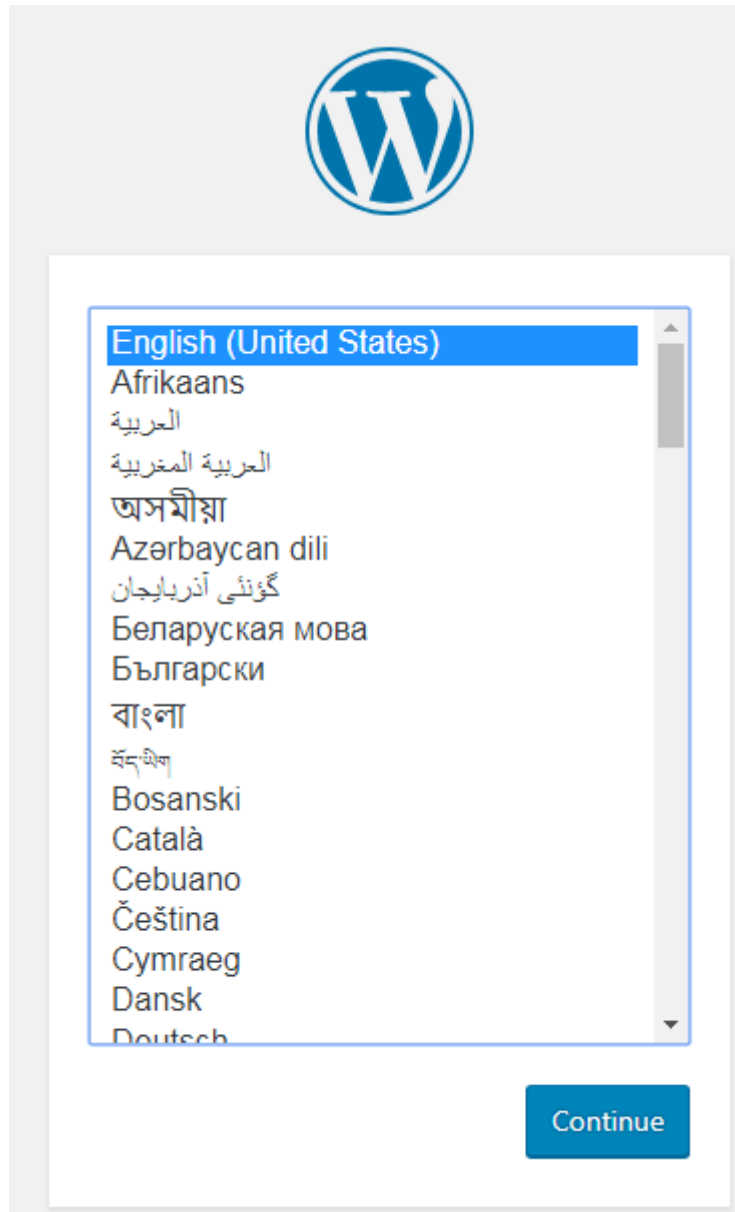 English (United States)
Afrikaans
العربية
العربية المغربية
অসমীয়া
Azərbaycan dili
گؤنئی آذربایجان
Беларуская мова
Български
বাংলা
བོད་ཡིག
Bosanski
Català
Cebuano
Čeština
Cymraeg
Dansk
Deutsch
Continue